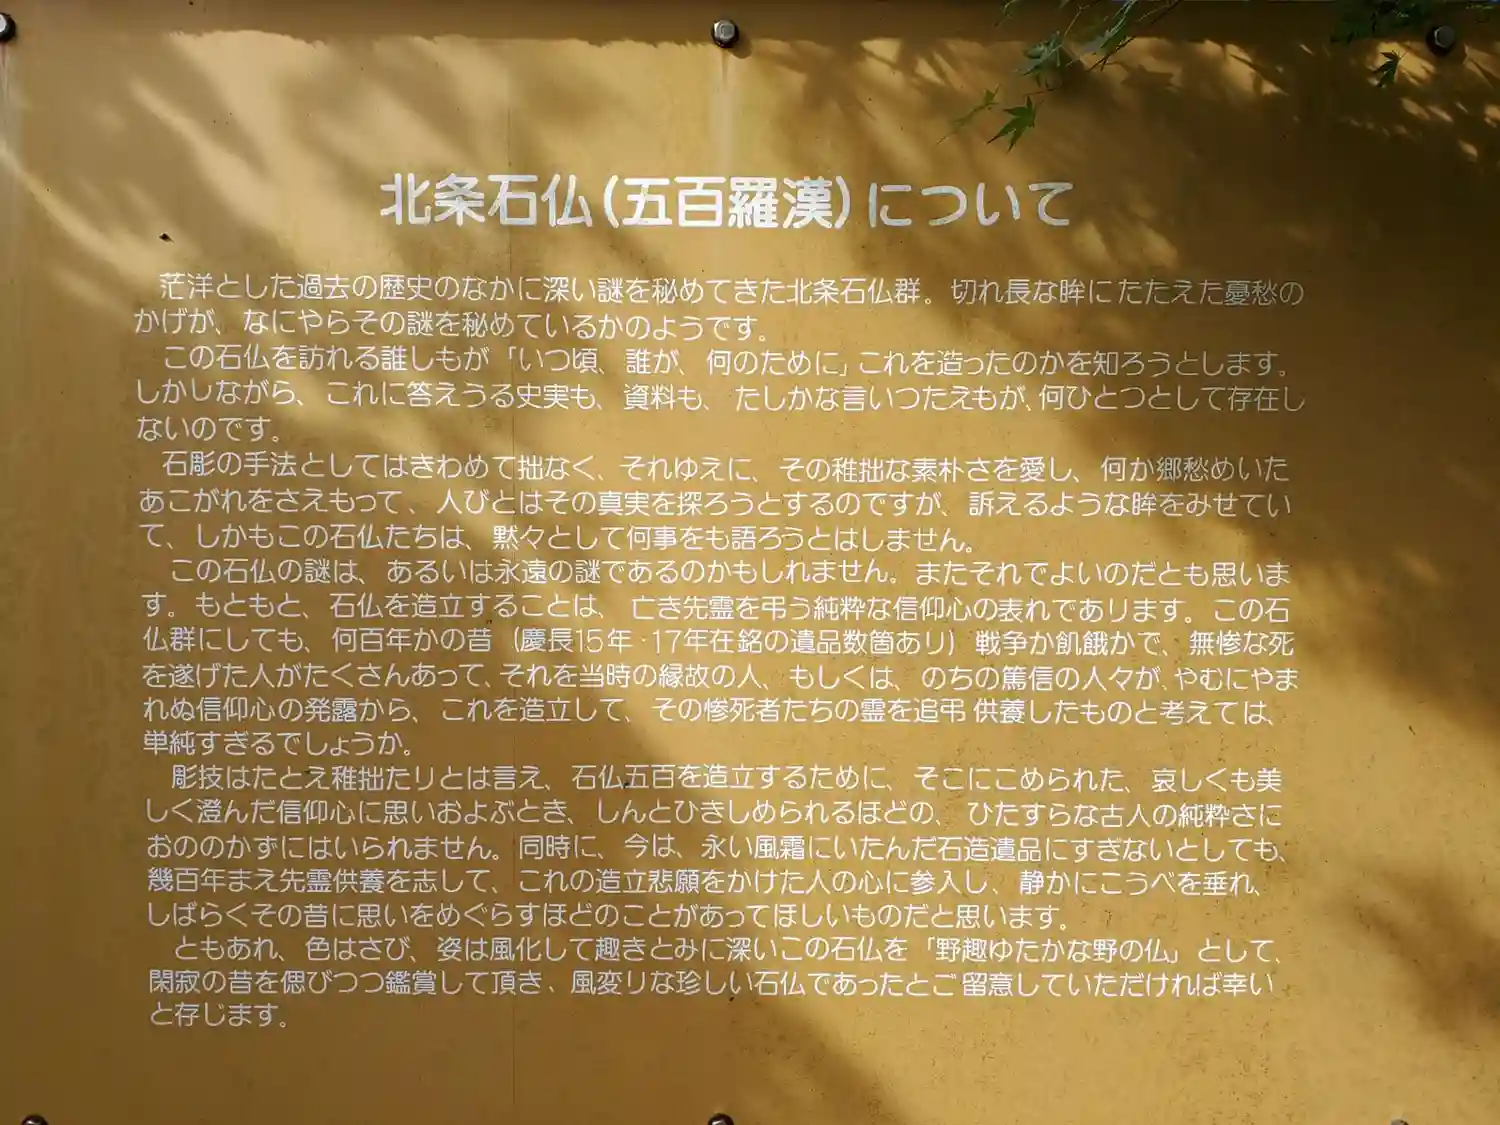 北条石仏(五百羅漢)について
茫洋とした過去の歴史のなかに深い謎を秘めてきた北条石仏群。切れ長な眸にたたえた憂愁の
かげが、なにやらその謎を秘めているかのようです。
この石仏を訪れる誰しもが「いつ頃、誰が、何のために」これを造ったのかを知ろうとします。
しかしながら、これに答えうる史実も、資料も、たしかな言いつたえもが、何ひとつとして存在し
ないのです。
石彫の手法としてはきわめて拙なく、それゆえに、その稚拙な素朴さを愛し、何か郷愁めいた
あこがれをさえもって、人びとはその真実を探ろうとするのですが、訴えるような眸をみせてい
て、しかもこの石仏たちは、黙々として何事をも語ろうとはしません。
この石仏の謎は、あるいは永遠の謎であるのかもしれません。またそれでよいのだとも思いま
す。もともと、石仏を造立することは、亡き先霊を弔う純粋な信仰心の表れであります。この石
仏群にしても、何百年かの昔(慶長15年・17年在銘の遺品数箇あり)戦争か飢餓かで、無惨な死
を遂げた人がたくさんあって、それを当時の縁故の人、もしくは、のちの篤信の人々が、やむにやま
れぬ信仰心の発露から、これを造立して、その惨死者たちの霊を追弔供養したものと考えては、
単純すぎるでしょうか。
彫技はたとえ稚拙たりとは言え、石仏五百を造立するために、そこにこめられた、哀しくも美
しく澄んだ信仰心に思いおよぶとき、しんとひきしめられるほどの、ひたすらな古人の純粋さに
おののかずにはいられません。同時に、今は、永い風霜にいたんだ石造遺品にすぎないとしても、
幾百年まえ先霊供養を志して、これの造立悲願をかけた人の心に参入し、静かにこうべを垂れ、
しばらくその昔に思いをめぐらすほどのことがあってほしいものだと思います。
ともあれ、色はさび、姿は風化して趣きとみに深いこの石仏を「野趣ゆたかな野の仏」として、
閑寂の昔を偲びつつ鑑賞して頂き、風変りな珍しい石仏であったとご留意していただければ幸い
と存じます。